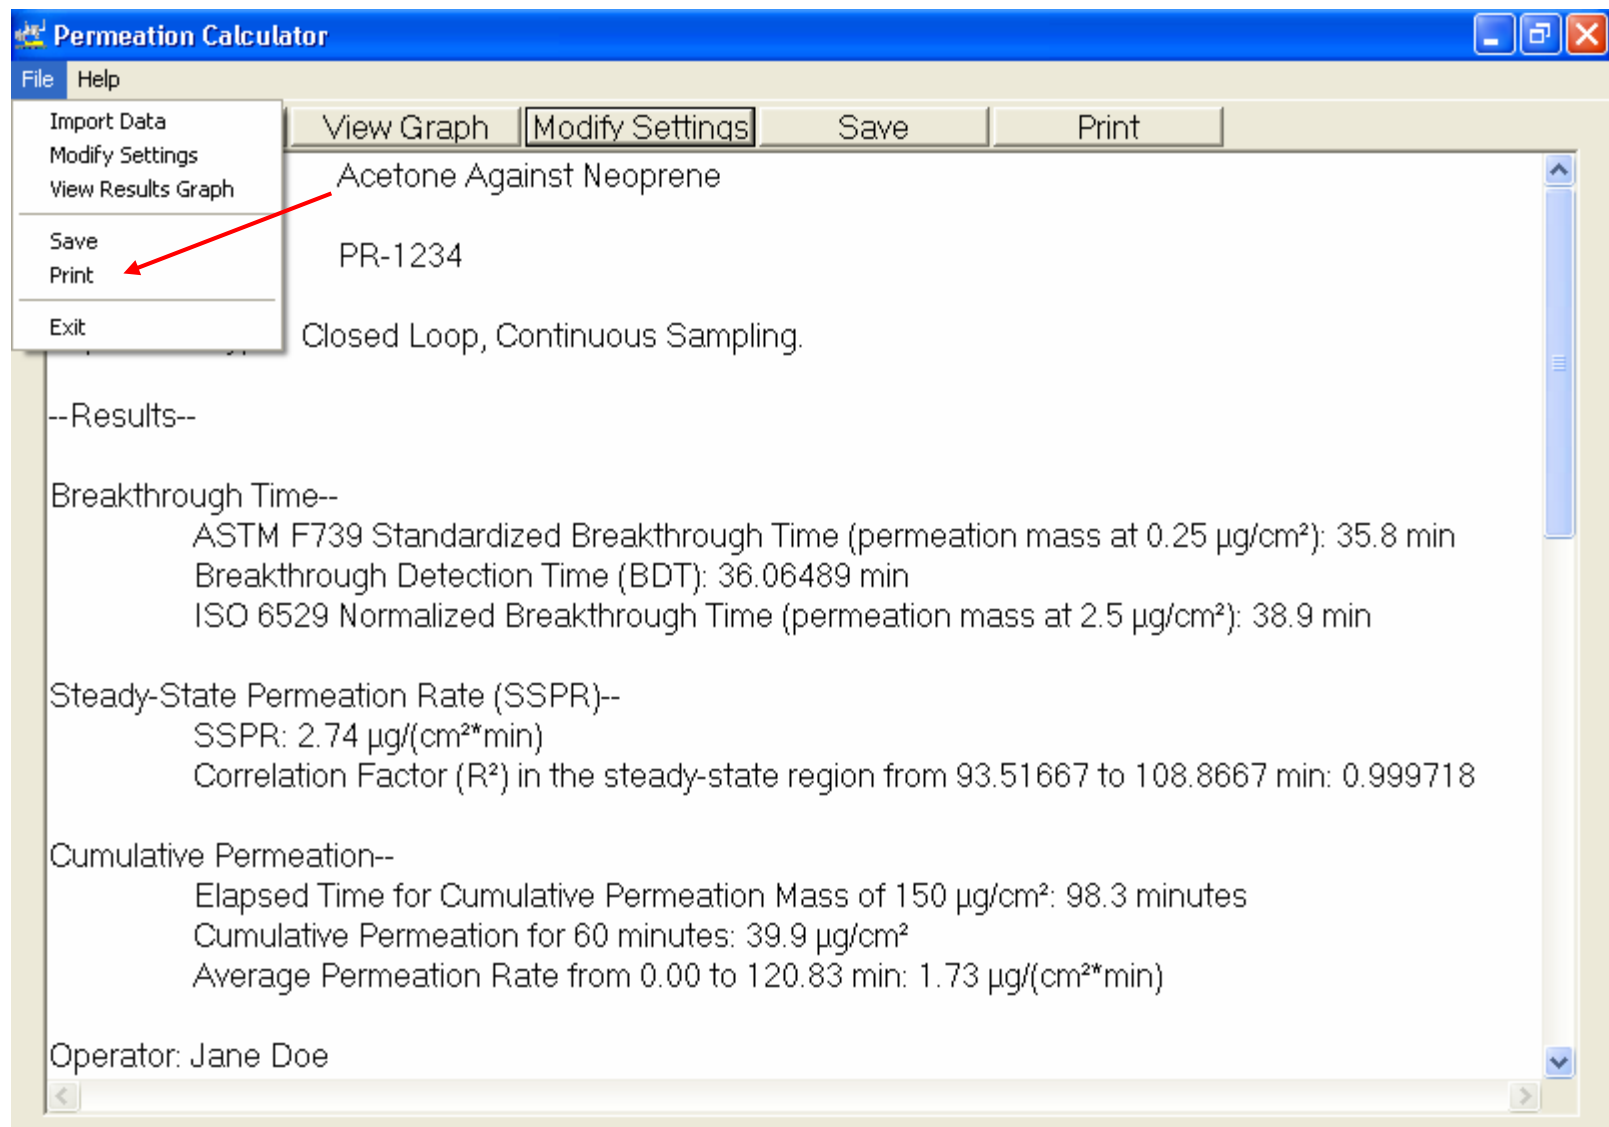 Permeation Calculator
File Help
Import Data
Modify Settings
View Results Graph
Save
Print
Exit
View Graph Modify Settings Save Print
Acetone Against Neoprene
PR-1234
Closed Loop, Continuous Sampling.
--Results--
Breakthrough Time--
ASTM F739 Standardized Breakthrough Time (permeation mass at 0.25 µg/cm²): 35.8 min
Breakthrough Detection Time (BDT): 36.06489 min
ISO 6529 Normalized Breakthrough Time (permeation mass at 2.5 µg/cm²): 38.9 min
Steady-State Permeation Rate (SSPR)--
SSPR: 2.74 µg/(cm²*min)
Correlation Factor (R²) in the steady-state region from 93.51667 to 108.8667 min: 0.999718
Cumulative Permeation--
Elapsed Time for Cumulative Permeation Mass of 150 µg/cm²: 98.3 minutes
Cumulative Permeation for 60 minutes: 39.9 µg/cm²
Average Permeation Rate from 0.00 to 120.83 min: 1.73 µg/(cm²*min)
Operator: Jane Doe